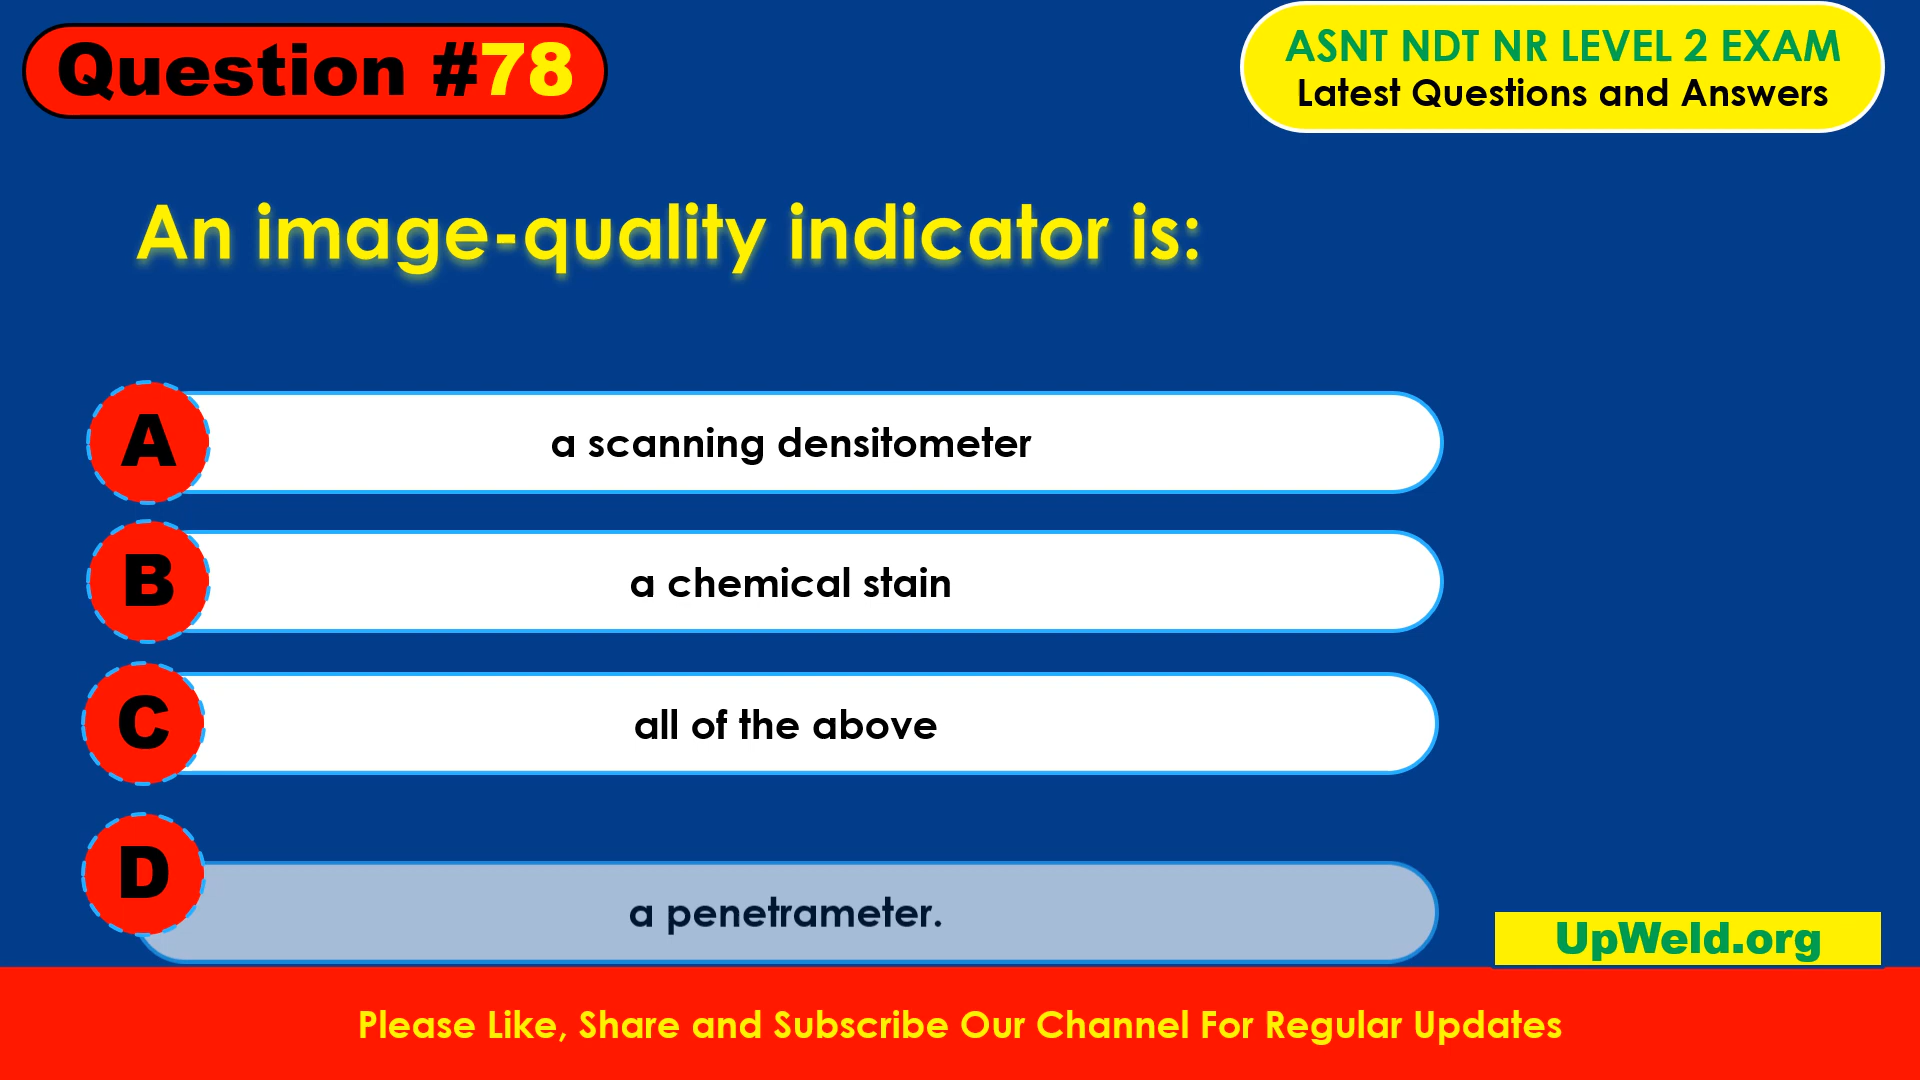 Question #78
ASNT NDT NR LEVEL 2 EXAM
Latest Questions and Answers
An image-quality indicator is:
A
a scanning densitometer
B
a chemical stain
C
all of the above
D
a penetrameter.
UpWeld.org
Please Like, Share and Subscribe Our Channel For Regular Updates